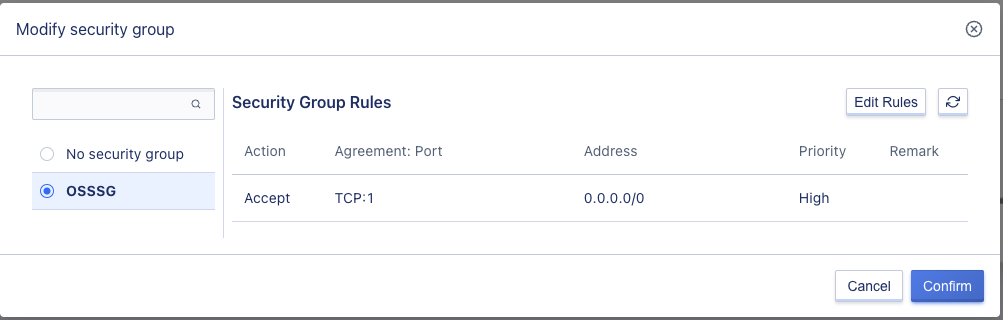 Modify security group
Security Group Rules
Edit Rules
No security group
OSSSG
Action Agreement: Port Address Priority Remark
Accept TCP:1 0.0.0.0/0 High
Cancel Confirm